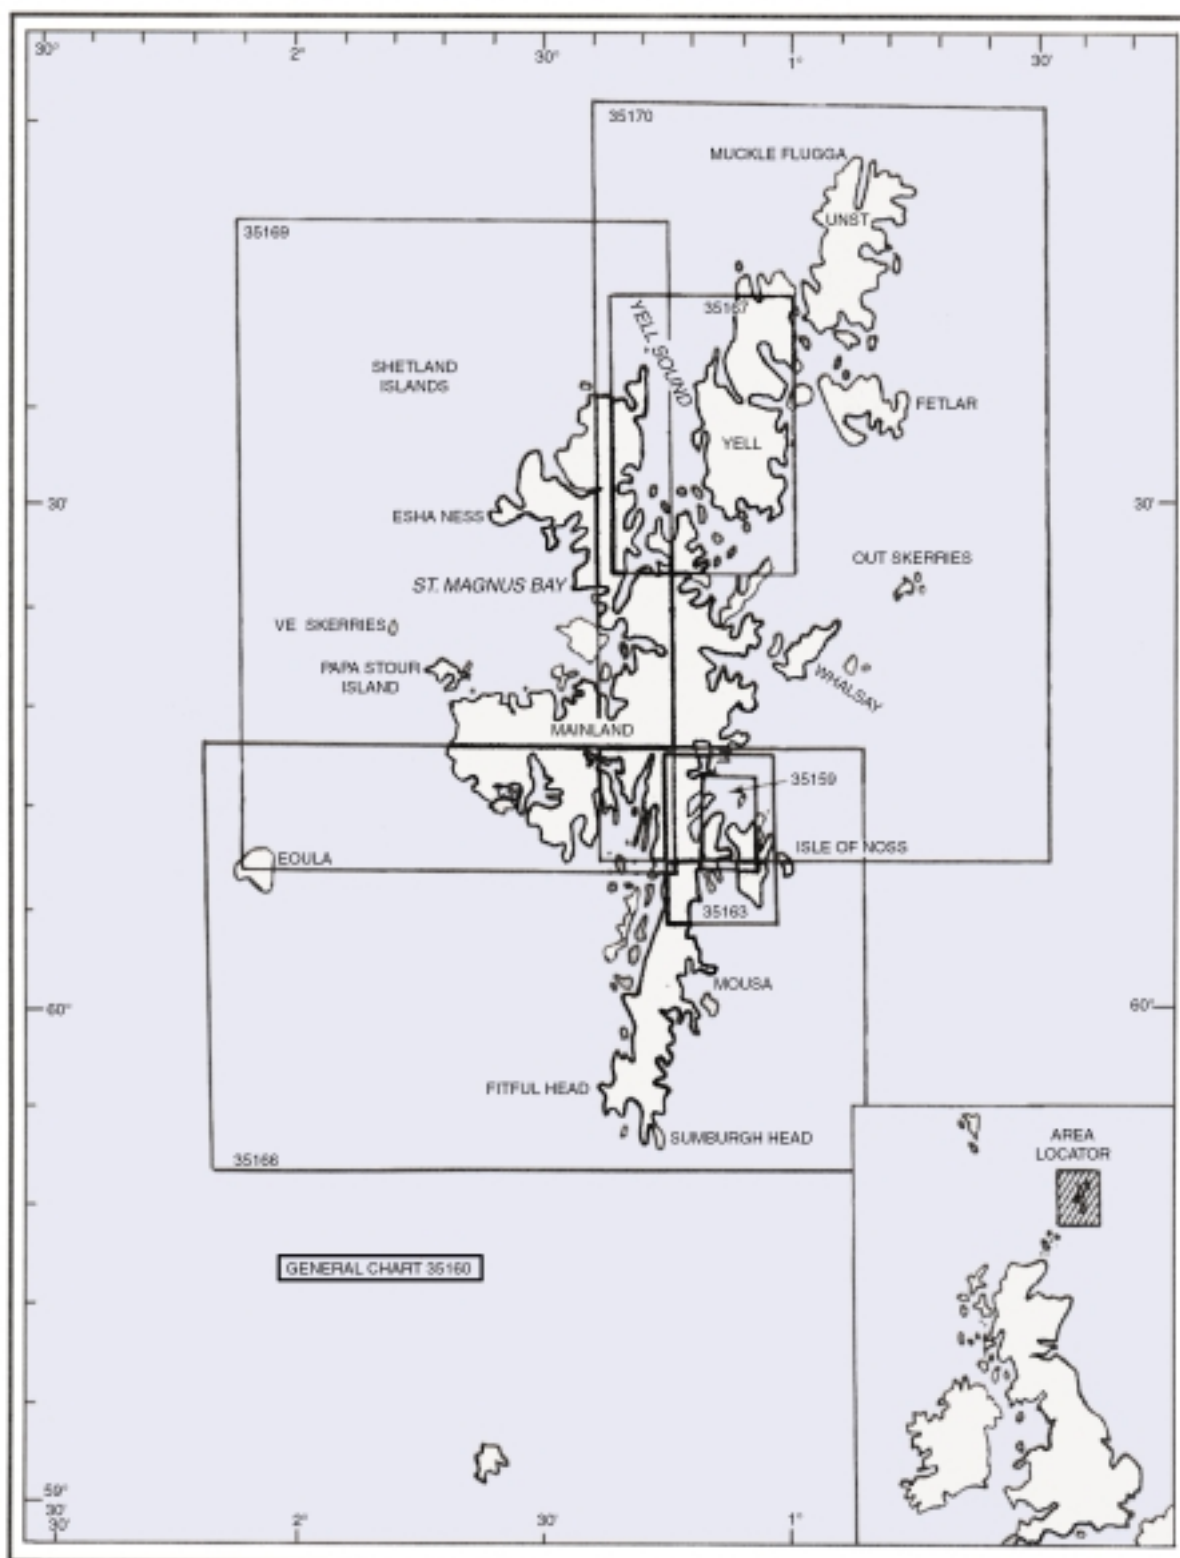 30°
2°
30°
1°
30'
35170
MUCKLE FLUGGA
UNST
35169
35167
YELL SOUND
SHETLAND
ISLANDS
FETLAR
YELL
30'
30'
ESHA NESS
OUT SKERRIES
ST. MAGNUS BAY
VE SKERRIES
PAPA STOUR
ISLAND
WHALSAY
MAINLAND
35159
EOULA
ISLE OF NOSS
35163
MOUSA
60°
60°
FITFUL HEAD
SUMBURGH HEAD
35166
AREA
LOCATOR
GENERAL CHART 35160
59°
30'
30'
2°
30'
1°